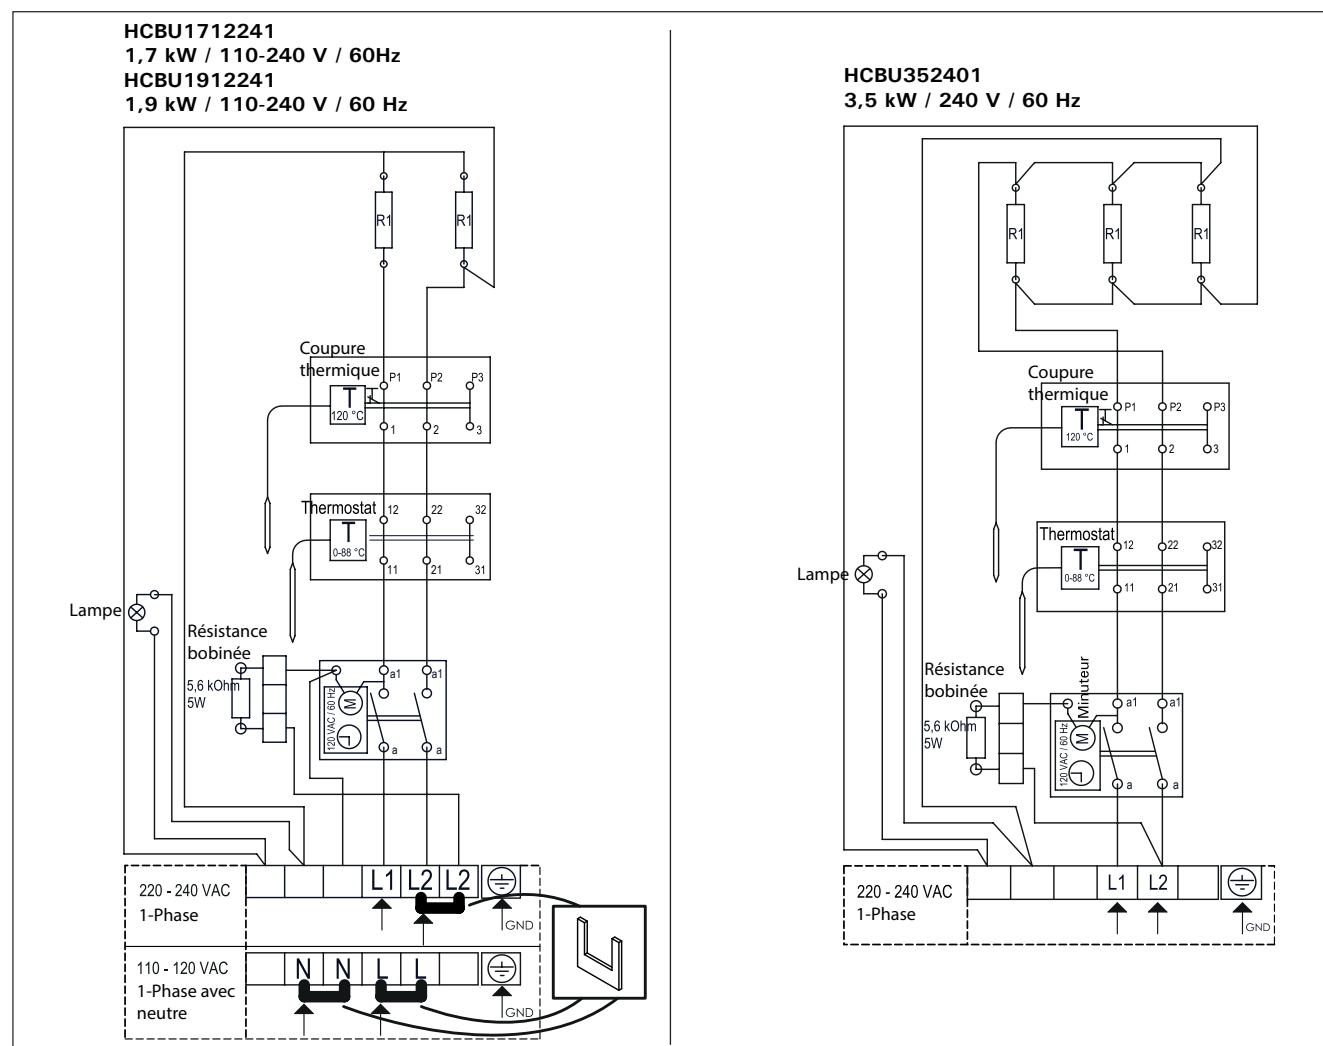 HCBU1712241
1,7 kW / 110-240 V / 60Hz
HCBU1912241
1,9 kW / 110-240 V / 60 Hz
R1
R1
Coupure
thermique
P1
P2
P3
T
120 °C
1
2
3
Thermostat
12
22
32
T
0-88 °C
11
21
31
Lampe
Résistance
bobinée
5,6 kOhm
5W
a1
a1
120 VAC / 60 Hz
M
a
a
220 - 240 VAC
1-Phase
L1
L2
L2
GND
110 - 120 VAC
1-Phase avec
neutre
N
N
L
L
GND
HCBU352401
3,5 kW / 240 V / 60 Hz
R1
R1
R1
Coupure
thermique
P1
P2
P3
T
120 °C
1
2
3
Thermostat
12
22
32
T
0-88 °C
11
21
31
Lampe
Résistance
bobinée
5,6 kOhm
5W
Minuteur
a1
a1
120 VAC / 60 Hz
M
a
a
220 - 240 VAC
1-Phase
L1
L2
GND